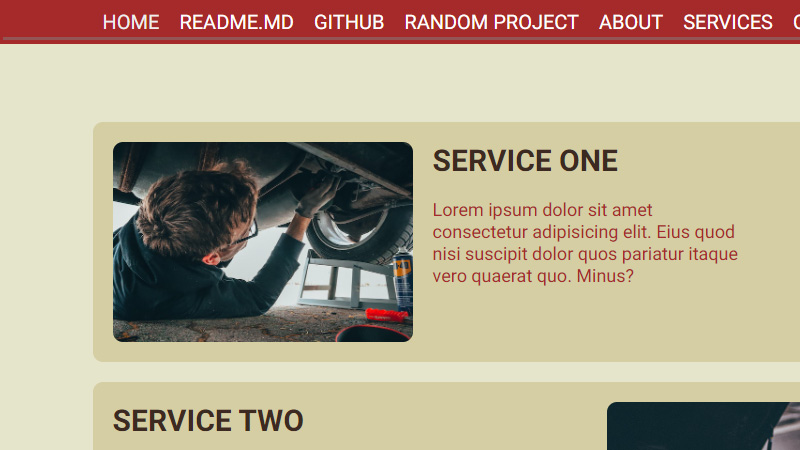 HOME README.MD GITHUB RANDOM PROJECT ABOUT SERVICES
SERVICE ONE
Lorem ipsum dolor sit amet
consectetur adipisicing elit. Eius quod
nisi suscipit dolor quos pariatur itaque
vero quaerat quo. Minus?
SERVICE TWO